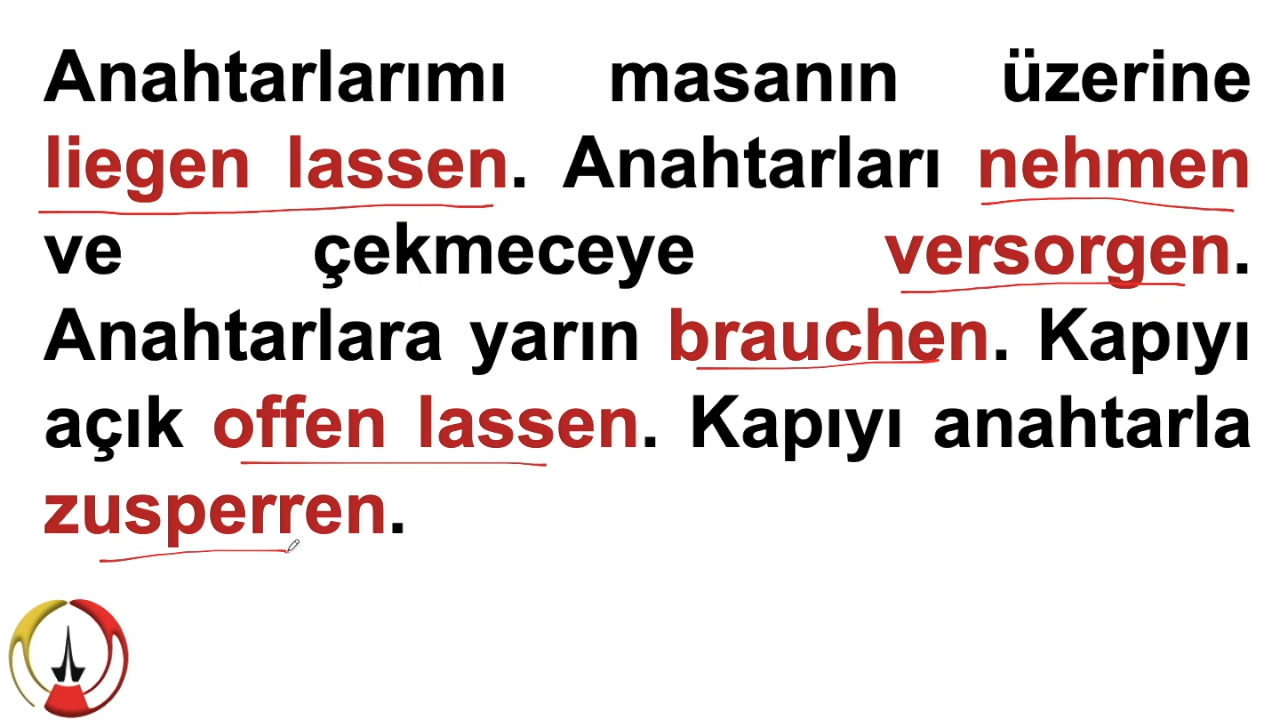 Anahtarlarımı masanın üzerine
liegen lassen. Anahtarları nehmen
ve çekmeceye versorgen.
Anahtarlara yarın brauchen. Kapıyı
açık offen lassen. Kapıyı anahtarla
zusperren.